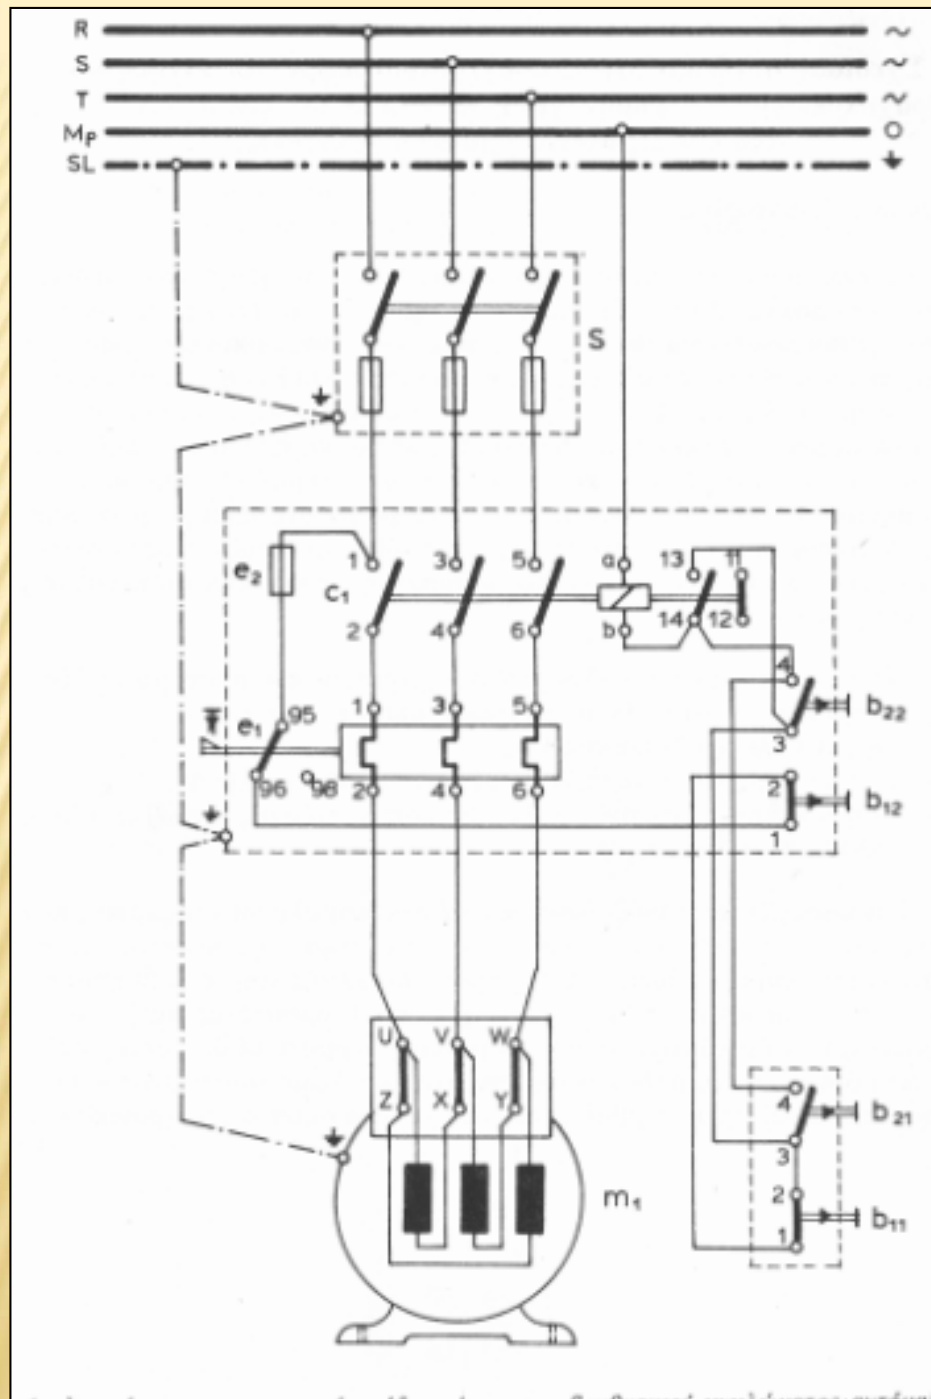 R ~
S ~
T ~
Mp
SL
S
e₂
1 3 5 a 13 11
c₁
2 4 6 b 14 12
4
b₂₂
3
95
e₁
1 3 5
96 98 2 4 6
2
b₁₂
1
U V W
Z X Y
4
b₂₁
3
m₁
2
b₁₁
1